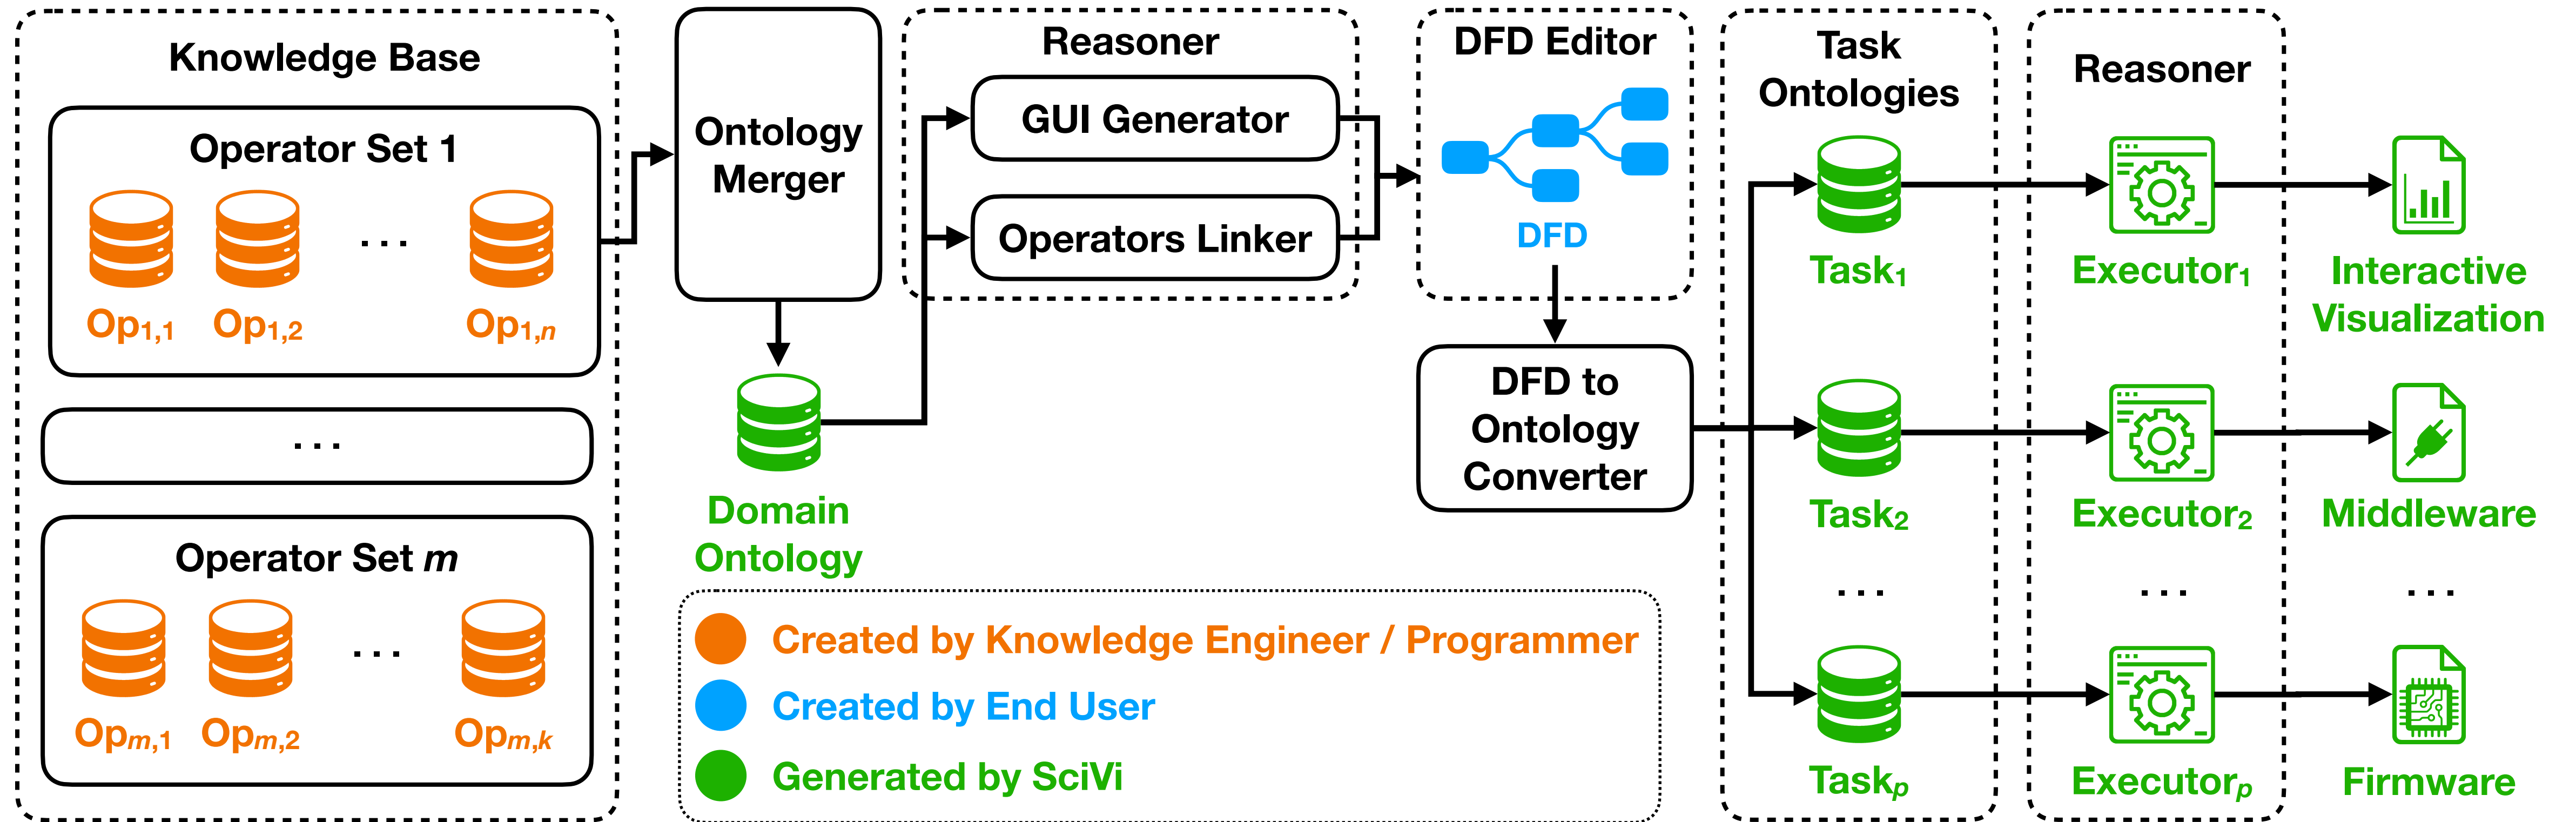 Knowledge Base
Operator Set 1
. . .
Op1,1
Op1,2
Op1,n
. . .
Operator Set m
. . .
Opm,1
Opm,2
Opm,k
Ontology
Merger
Domain
Ontology
Reasoner
GUI Generator
Operators Linker
DFD Editor
DFD
DFD to
Ontology
Converter
Task
Ontologies
Task1
Task2
. . .
Taskp
Reasoner
Executor1
Executor2
. . .
Executorp
Interactive
Visualization
Middleware
. . .
Firmware
Created by Knowledge Engineer / Programmer
Created by End User
Generated by SciVi